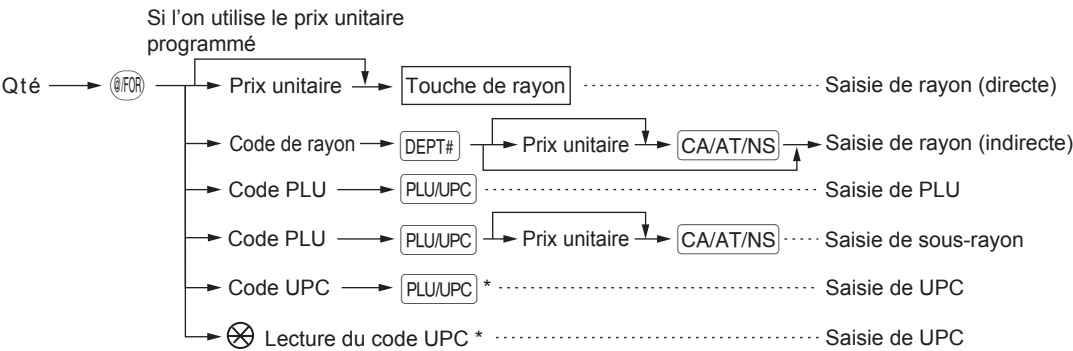 Si l'on utilise le prix unitaire
programmé
Qté @/FOR Prix unitaire Touche de rayon Saisie de rayon (directe)
Code de rayon DEPT# Prix unitaire CA/AT/NS Saisie de rayon (indirecte)
Code PLU PLU/UPC Saisie de PLU
Code PLU PLU/UPC Prix unitaire CA/AT/NS Saisie de sous-rayon
Code UPC PLU/UPC * Saisie de UPC
Lecture du code UPC * Saisie de UPC